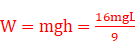 W = mgh = 16mgL/9